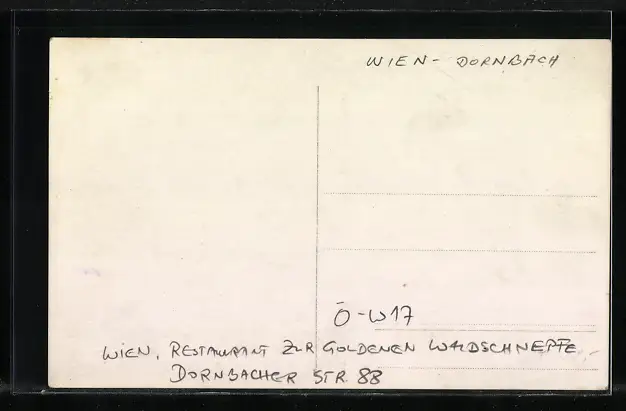 WIEN - DORNBACH
Ö-W17
WIEN, RESTAURANT ZUR GOLDENEN WALDSCHNEPFE,-
DORNBACHER STR. 88